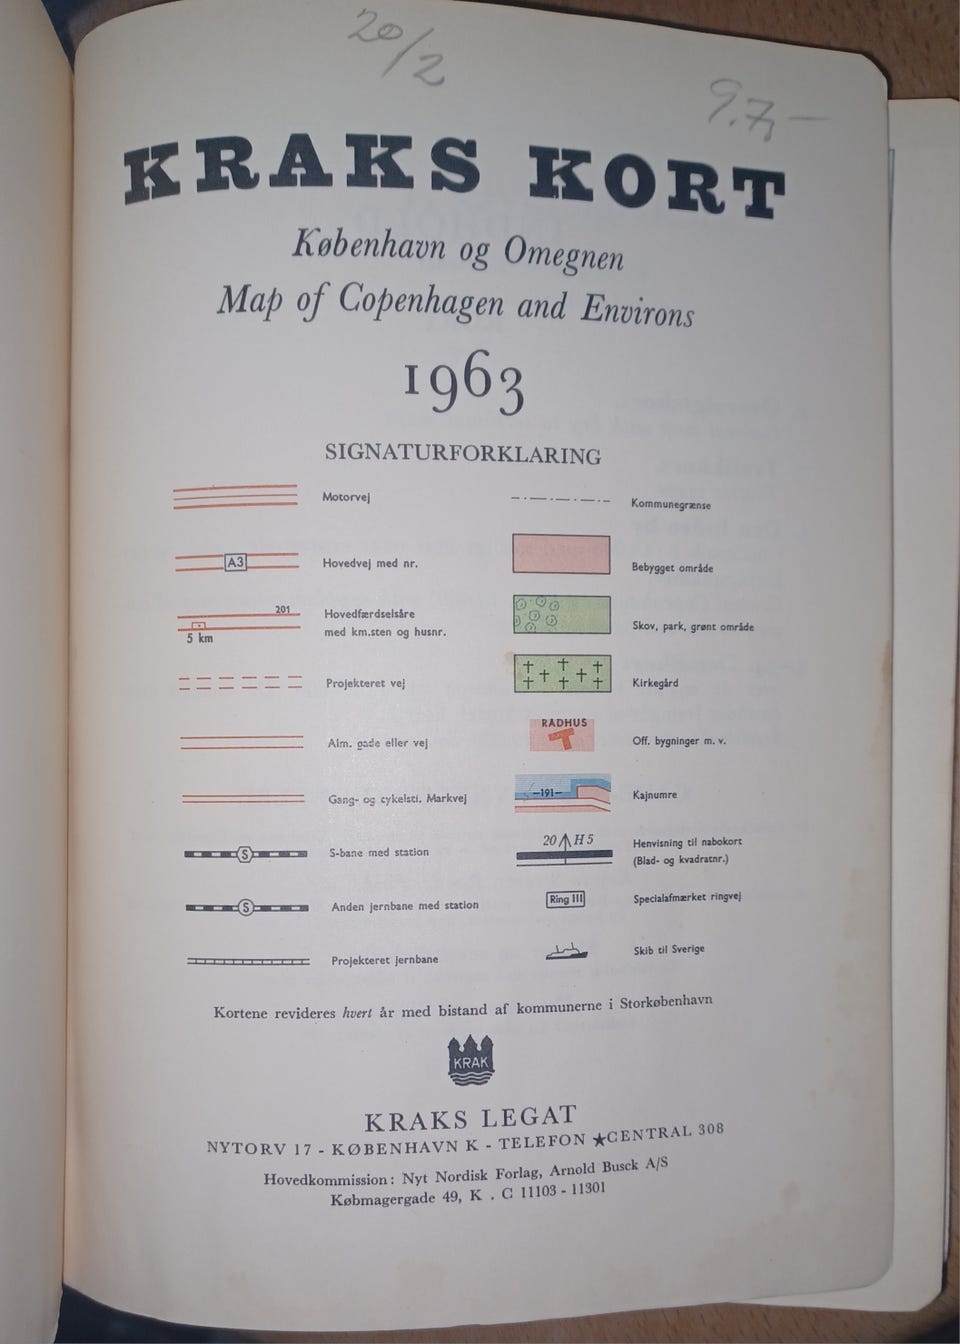 20/2
9.7,-
KRAKS KORT
København og Omegnen
Map of Copenhagen and Environs
1963
SIGNATURFORKLARING
Motorvej
A3 Hovedvej med nr.
201 Hovedfærdselsåre
5 km med km.sten og husnr.
Projekteret vej
Alm. gade eller vej
Gang- og cykelsti. Markvej
S S-bane med station
S Anden jernbane med station
Projekteret jernbane
Kommunegrænse
Bebygget område
Skov, park, grønt område
Kirkegård
RÅDHUS Off. bygninger m. v.
-191- Kajnumre
20 H 5 Henvisning til nabokort
(Blad- og kvadratnr.)
Ring III Specialafmærket ringvej
Skib til Sverige
Kortene revideres hvert år med bistand af kommunerne i Storkøbenhavn
KRAK
KRAKS LEGAT
NYTORV 17 - KØBENHAVN K - TELEFON ★CENTRAL 308
Hovedkommission: Nyt Nordisk Forlag, Arnold Busck A/S
Købmagergade 49, K . C 11103 - 11301